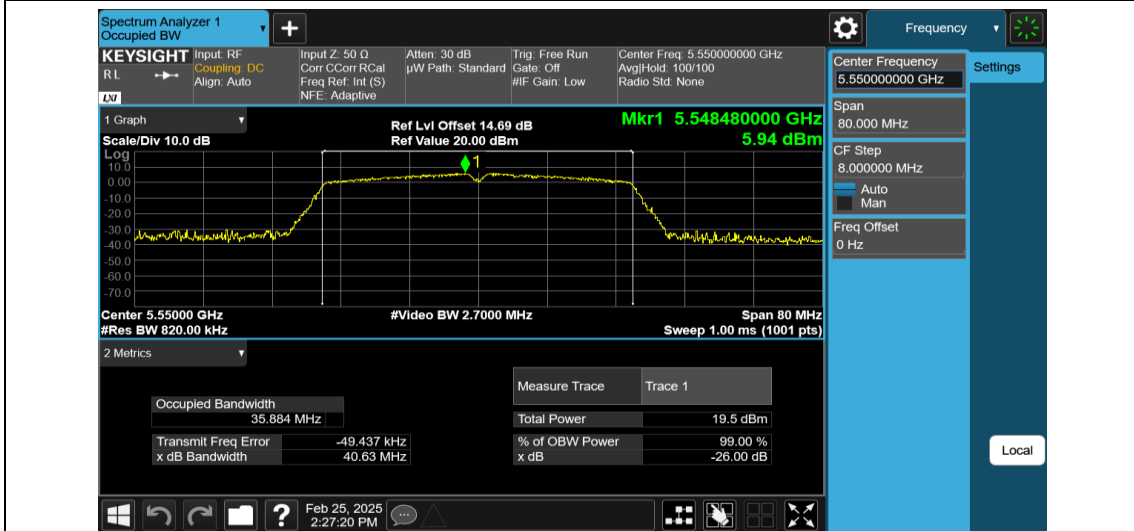 Spectrum Analyzer 1
Occupied BW
+
Frequency
KEYSIGHT
R L
LXI
Input: RF
Coupling: DC
Align: Auto
Input Z: 50 Ω
Corr CCorr RCal
Freq Ref: Int (S)
NFE: Adaptive
Atten: 30 dB
µW Path: Standard
Trig: Free Run
Gate: Off
#IF Gain: Low
Center Freq: 5.550000000 GHz
Avg|Hold: 100/100
Radio Std: None
Center Frequency
5.550000000 GHz
Settings
Span
80.000 MHz
CF Step
8.000000 MHz
Auto
Man
Freq Offset
0 Hz
1 Graph
Scale/Div 10.0 dB
Ref Lvl Offset 14.69 dB
Ref Value 20.00 dBm
Mkr1 5.548480000 GHz
5.94 dBm
Log
1
10.0
0.00
-10.0
-20.0
-30.0
-40.0
-50.0
-60.0
-70.0
Center 5.55000 GHz
#Res BW 820.00 kHz
#Video BW 2.7000 MHz
Span 80 MHz
Sweep 1.00 ms (1001 pts)
2 Metrics
Measure Trace Trace 1
Occupied Bandwidth
35.884 MHz
Total Power 19.5 dBm
Transmit Freq Error -49.437 kHz
% of OBW Power 99.00 %
x dB Bandwidth 40.63 MHz
x dB -26.00 dB
Local
?
Feb 25, 2025
2:27:20 PM